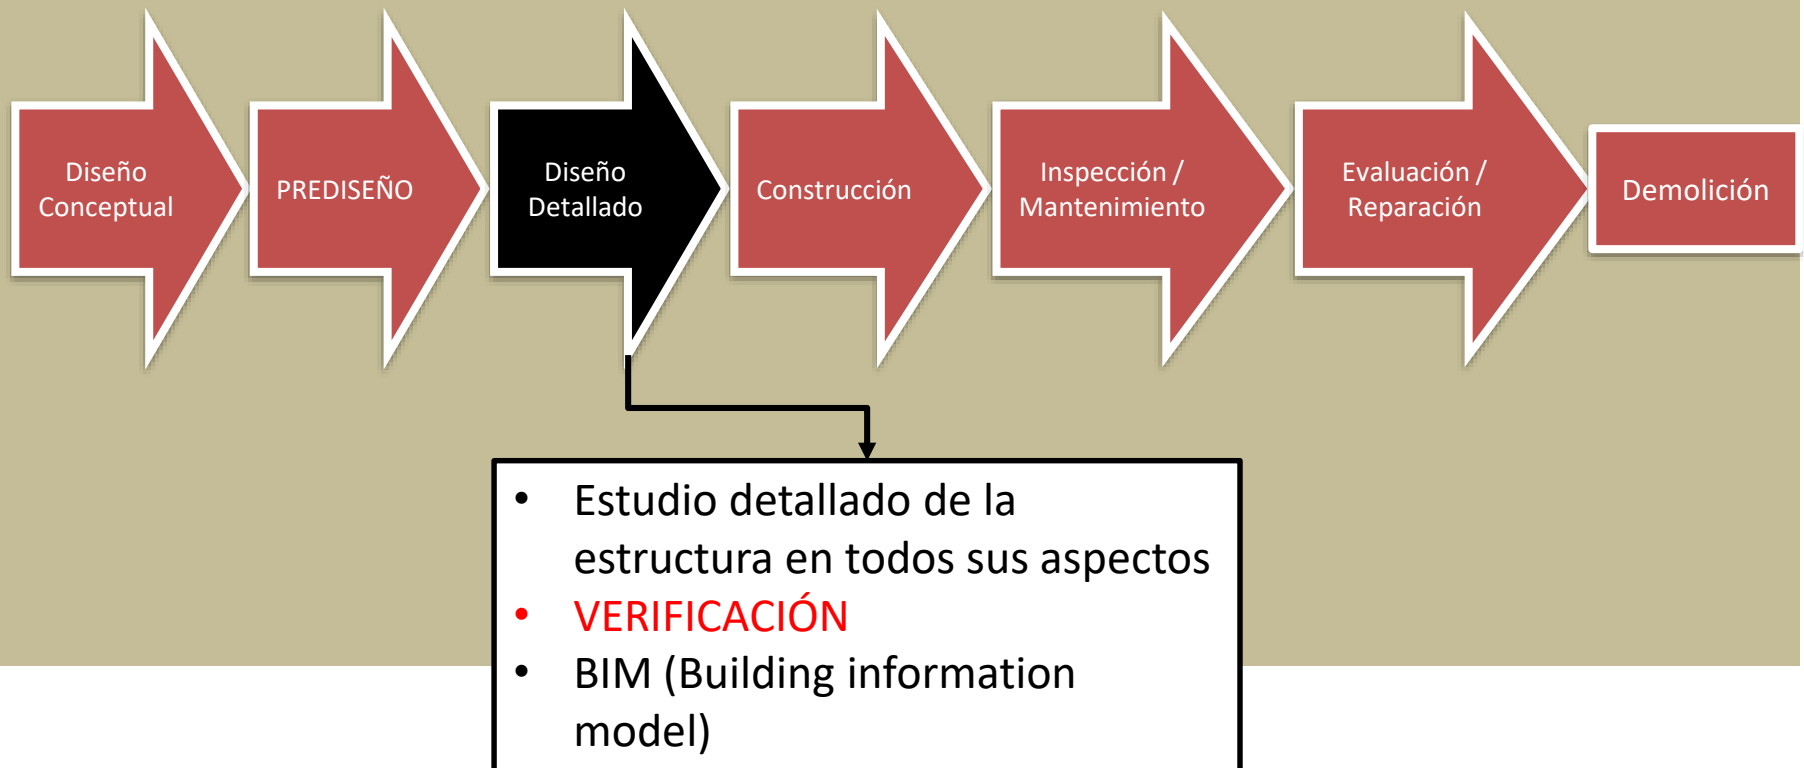 Diseño
Conceptual
PREDISEÑO
Diseño
Detallado
Construcción
Inspección /
Mantenimiento
Evaluación /
Reparación
Demolición
• Estudio detallado de la
estructura en todos sus aspectos
• VERIFICACIÓN
• BIM (Building information
model)